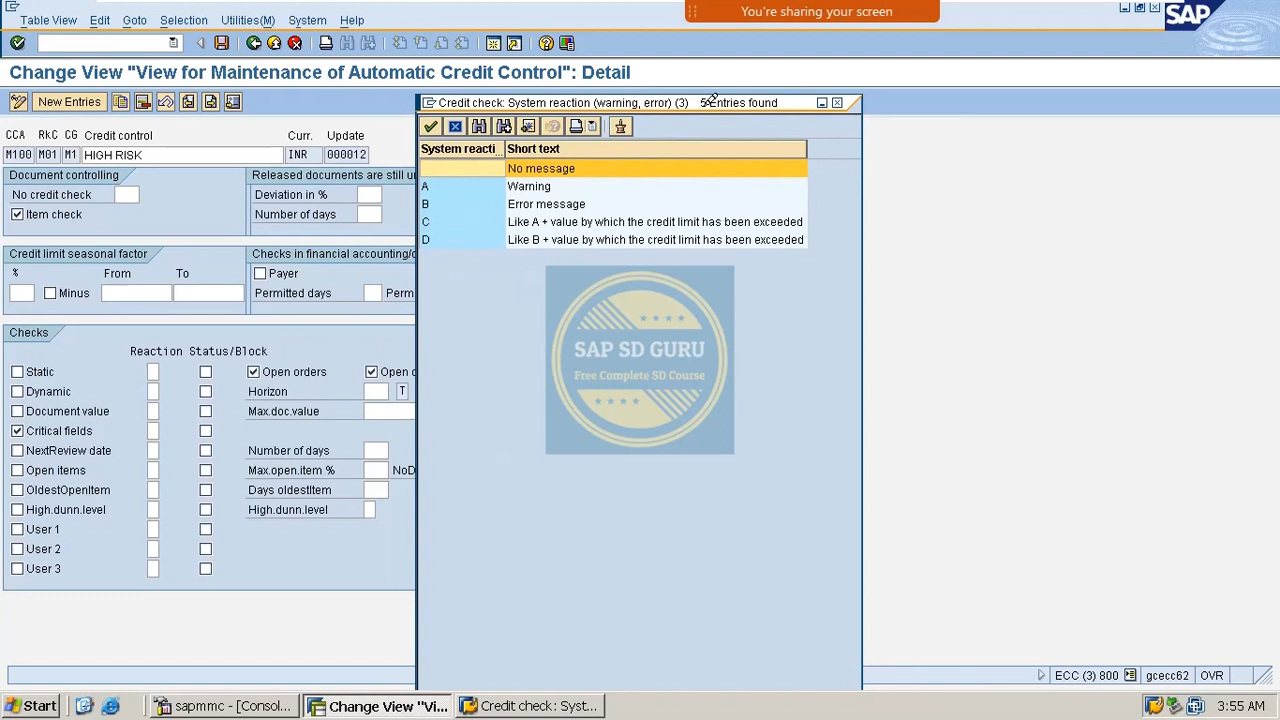 You're sharing your screen
Table View Edit Goto Selection Utilities(M) System Help
SAP
Change View "View for Maintenance of Automatic Credit Control": Detail
New Entries
CCA RkC CG Credit control Curr. Update
M100 M01 M1 HIGH RISK INR 000012
Document controlling
No credit check
Item check
Released documents are still
Deviation in %
Number of days
Credit limit seasonal factor
% From To
Minus
Checks in financial accounting/
Payer
Permitted days
Checks
Reaction Status/Block
Static Open orders
Dynamic Horizon T
Document value Max.doc.value
Critical fields
NextReview date Number of days
Open items Max.open.item %
OldestOpenItem Days oldestItem
High.dunn.level High.dunn.level
User 1
User 2
User 3
Credit check: System reaction (warning, error) (3) 5 Entries found
System reacti... Short text
No message
A Warning
B Error message
C Like A + value by which the credit limit has been exceeded
D Like B + value by which the credit limit has been exceeded
SAP SD GURU
Free Complete SD Course
ECC (3) 800 gcecc62 OVR
Start sapmmc - [Consol... Change View "Vi... Credit check: Syst... 3:55 AM